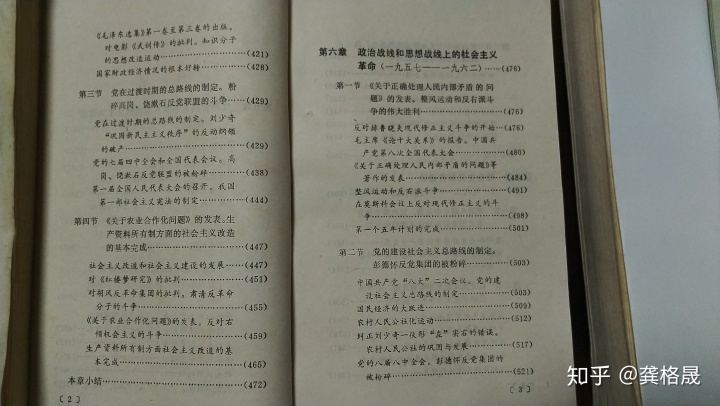 《毛泽东选集》第一卷至第三卷的出版。
对电影《武训传》的批判。知识分子
的思想改造运动……(421)
国家财政经济情况的根本好转……(428)
第三节 党在过渡时期的总路线的制定。粉
碎高岗、饶漱石反党联盟的斗争…(429)
党在过渡时期的总路线的制定。刘少奇
“巩固新民主主义秩序”的反动纲领
的破产……(429)
党的七届四中全会和全国代表会议。高
岗、饶漱石反党联盟的被粉碎……(438)
第一届全国人民代表大会的召开。我国
第一部社会主义宪法的制定……(444)
第四节 《关于农业合作化问题》的发表。生
产资料所有制方面的社会主义改造
的基本完成……(447)
社会主义改造和社会主义建设的发展……(447)
对《红楼梦研究》的批判……(451)
对胡风反革命集团的批判，肃清反革命
分子的斗争……(455)
《关于农业合作化问题》的发表。反对右
倾机会主义的斗争……(459)
生产资料所有制方面社会主义改造的基
本完成……(465)
本章小结……(472)
〔2〕
第六章 政治战线和思想战线上的社会主义
革命(一九五七——一九六二)……(476)
第一节 《关于正确处理人民内部矛盾的问
题》的发表、整风运动和反右派斗
争的伟大胜利……(476)
反对赫鲁晓夫现代修正主义斗争的开始…(476)
毛主席《论十大关系》的报告。中国共
产党第八次全国代表大会……(480)
《关于正确处理人民内部矛盾的问题》等
著作的发表……(484)
整风运动和反右派斗争……(491)
在莫斯科会议上反对现代修正主义的斗
争……(498)
第一个五年计划的完成……(501)
第二节 党的建设社会主义总路线的制定。
彭德怀反党集团的被粉碎……(503)
中国共产党“八大”二次会议。党的建
设社会主义总路线的制定……(503)
国民经济的大跃进……(509)
农村人民公社化运动……(512)
纠正刘少奇一伙形“左”实右的错误。
农村人民公社的巩固与发展……(517)
党的八届八中全会。彭德怀反党集团的
被粉碎……(521)
〔3〕
知乎 @龚格晟